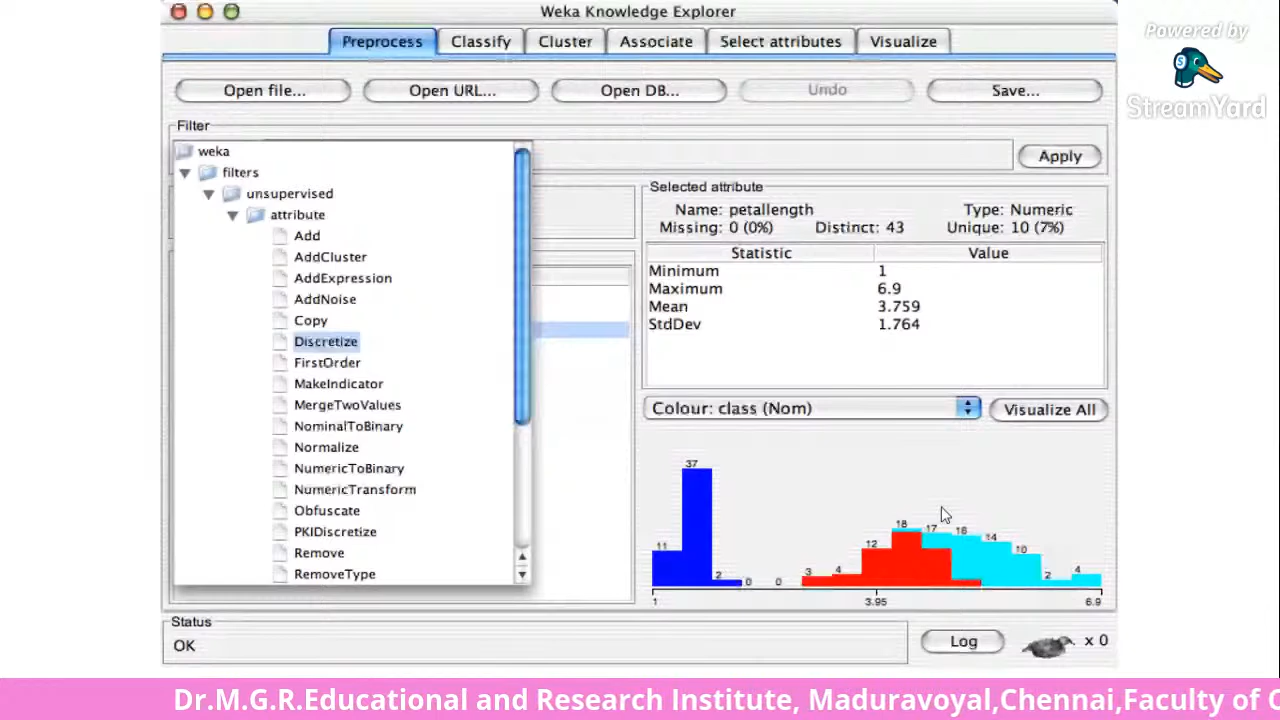 Weka Knowledge Explorer
Powered by
StreamYard
Preprocess Classify Cluster Associate Select attributes Visualize
Open file... Open URL... Open DB... Undo Save...
Filter
Apply
weka
filters
unsupervised
attribute
Add
AddCluster
AddExpression
AddNoise
Copy
Discretize
FirstOrder
MakeIndicator
MergeTwoValues
NominalToBinary
Normalize
NumericToBinary
NumericTransform
Obfuscate
PKIDiscretize
Remove
RemoveType
Selected attribute
Name: petallength Type: Numeric
Missing: 0 (0%) Distinct: 43 Unique: 10 (7%)
Statistic Value
Minimum 1
Maximum 6.9
Mean 3.759
StdDev 1.764
Colour: class (Nom) Visualize All
11 37 2 0 0 3 4 12 18 17 16 14 10 2 4
1 3.95 6.9
Status
OK Log x 0
Dr.M.G.R.Educational and Research Institute, Maduravoyal,Chennai,Faculty of C